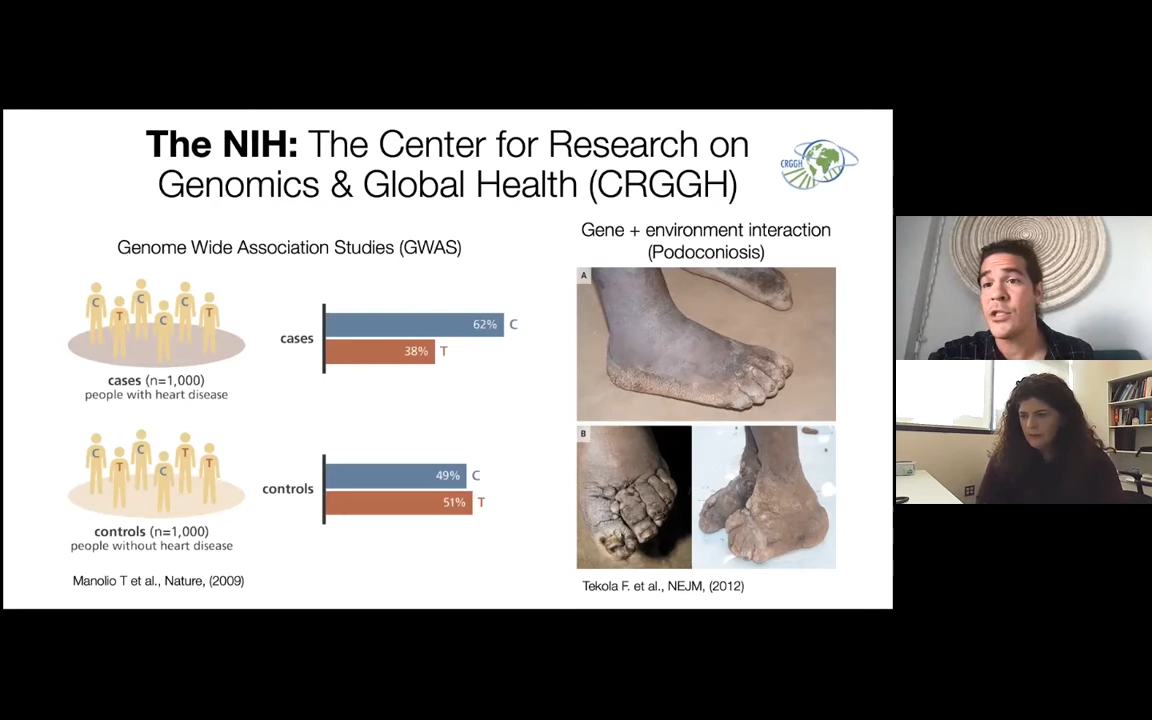 The NIH: The Center for Research on
Genomics & Global Health (CRGGH)
CRGGH
Genome Wide Association Studies (GWAS)
C
T
C
C
C
T
cases (n=1,000)
people with heart disease
cases
62% C
38% T
C
T
C
C
T
T
controls (n=1,000)
people without heart disease
controls
49% C
51% T
Manolio T et al., Nature, (2009)
Gene + environment interaction
(Podoconiosis)
A
B
Tekola F. et al., NEJM, (2012)